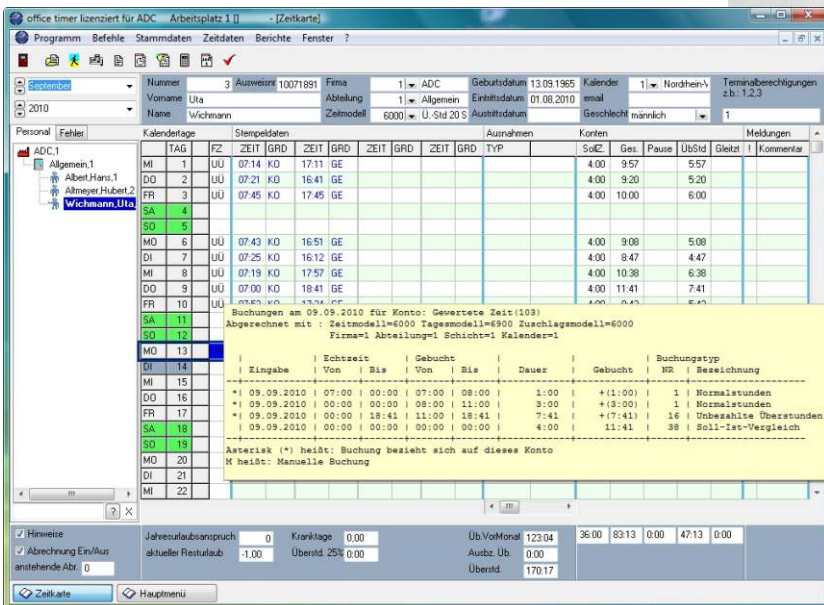 office timer lizenziert für ADC Arbeitsplatz 1 [] - [Zeitkarte]
Programm Befehle Stammdaten Zeitdaten Berichte Fenster ?
September
2010
Nummer 3 Ausweisnr 10071891 Firma 1 ADC Geburtsdatum 13.09.1965 Kalender 1 Nordrhein-V Terminalberechtigungen
Vorname Uta Abteilung 1 Allgemein Eintrittsdatum 01.08.2010 email z.b.: 1,2,3
Name Wichmann Zeitmodell 6000 Ü.-Std 20 S Austrittsdatum Geschlecht männlich 1
Personal Fehler
ADC,1
Allgemein,1
Albert,Hans,1
Altmeyer,Hubert,2
Wichmann,Uta,
Kalendertage Stempeldaten Ausnahmen Konten Meldungen
TAG FZ ZEIT GRD ZEIT GRD ZEIT GRD ZEIT GRD TYP SollZ. Ges. Pause ÜbStd Gleitzt ! Kommentar
MI 1 UÜ 07:14 KO 17:11 GE 4:00 9:57 5:57
DO 2 UÜ 07:21 KO 16:41 GE 4:00 9:20 5:20
FR 3 UÜ 07:45 KO 17:45 GE 4:00 10:00 6:00
SA 4
SO 5
MO 6 UÜ 07:43 KO 16:51 GE 4:00 9:08 5:08
DI 7 UÜ 07:25 KO 16:12 GE 4:00 8:47 4:47
MI 8 UÜ 07:19 KO 17:57 GE 4:00 10:38 6:38
DO 9 UÜ 07:00 KO 18:41 GE 4:00 11:41 7:41
FR 10 UÜ 07:52 KO 17:34 GE 4:00 9:42 5:42
SA 11
SO 12
MO 13
DI 14
MI 15
DO 16
FR 17
SA 18
SO 19
MO 20
DI 21
MI 22
Buchungen am 09.09.2010 für Konto: Gewertete Zeit(103)
Abgerechnet mit : Zeitmodell=6000 Tagesmodell=6900 Zuschlagsmodell=6000
Firma=1 Abteilung=1 Schicht=1 Kalender=1
| | Echtzeit | Gebucht | | | Buchungstyp
| Eingabe | Von | Bis | Von | Bis | Dauer | Gebucht | NR | Bezeichnung
*| 09.09.2010 | 07:00 | 00:00 | 07:00 | 08:00 | 1:00 | +(1:00) | 1 | Normalstunden
*| 09.09.2010 | 00:00 | 00:00 | 08:00 | 11:00 | 3:00 | +(3:00) | 1 | Normalstunden
*| 09.09.2010 | 00:00 | 18:41 | 11:00 | 18:41 | 7:41 | +(7:41) | 16 | Unbezahlte Überstunden
| 09.09.2010 | 00:00 | 00:00 | 00:00 | 00:00 | 4:00 | 11:41 | 38 | Soll-Ist-Vergleich
Asterisk (*) heißt: Buchung bezieht sich auf dieses Konto
M heißt: Manuelle Buchung
Hinweise
Abrechnung Ein/Aus
anstehende Abr. 0
Jahresurlaubsanspruch 0 Kranktage 0,00 Üb.VorMonat 123:04 36:00 83:13 0:00 47:13 0:00
aktueller Resturlaub -1,00 Überstd. 25% 0:00 Ausbz. Üb. 0:00
Überstd. 170:17
Zeitkarte Hauptmenü